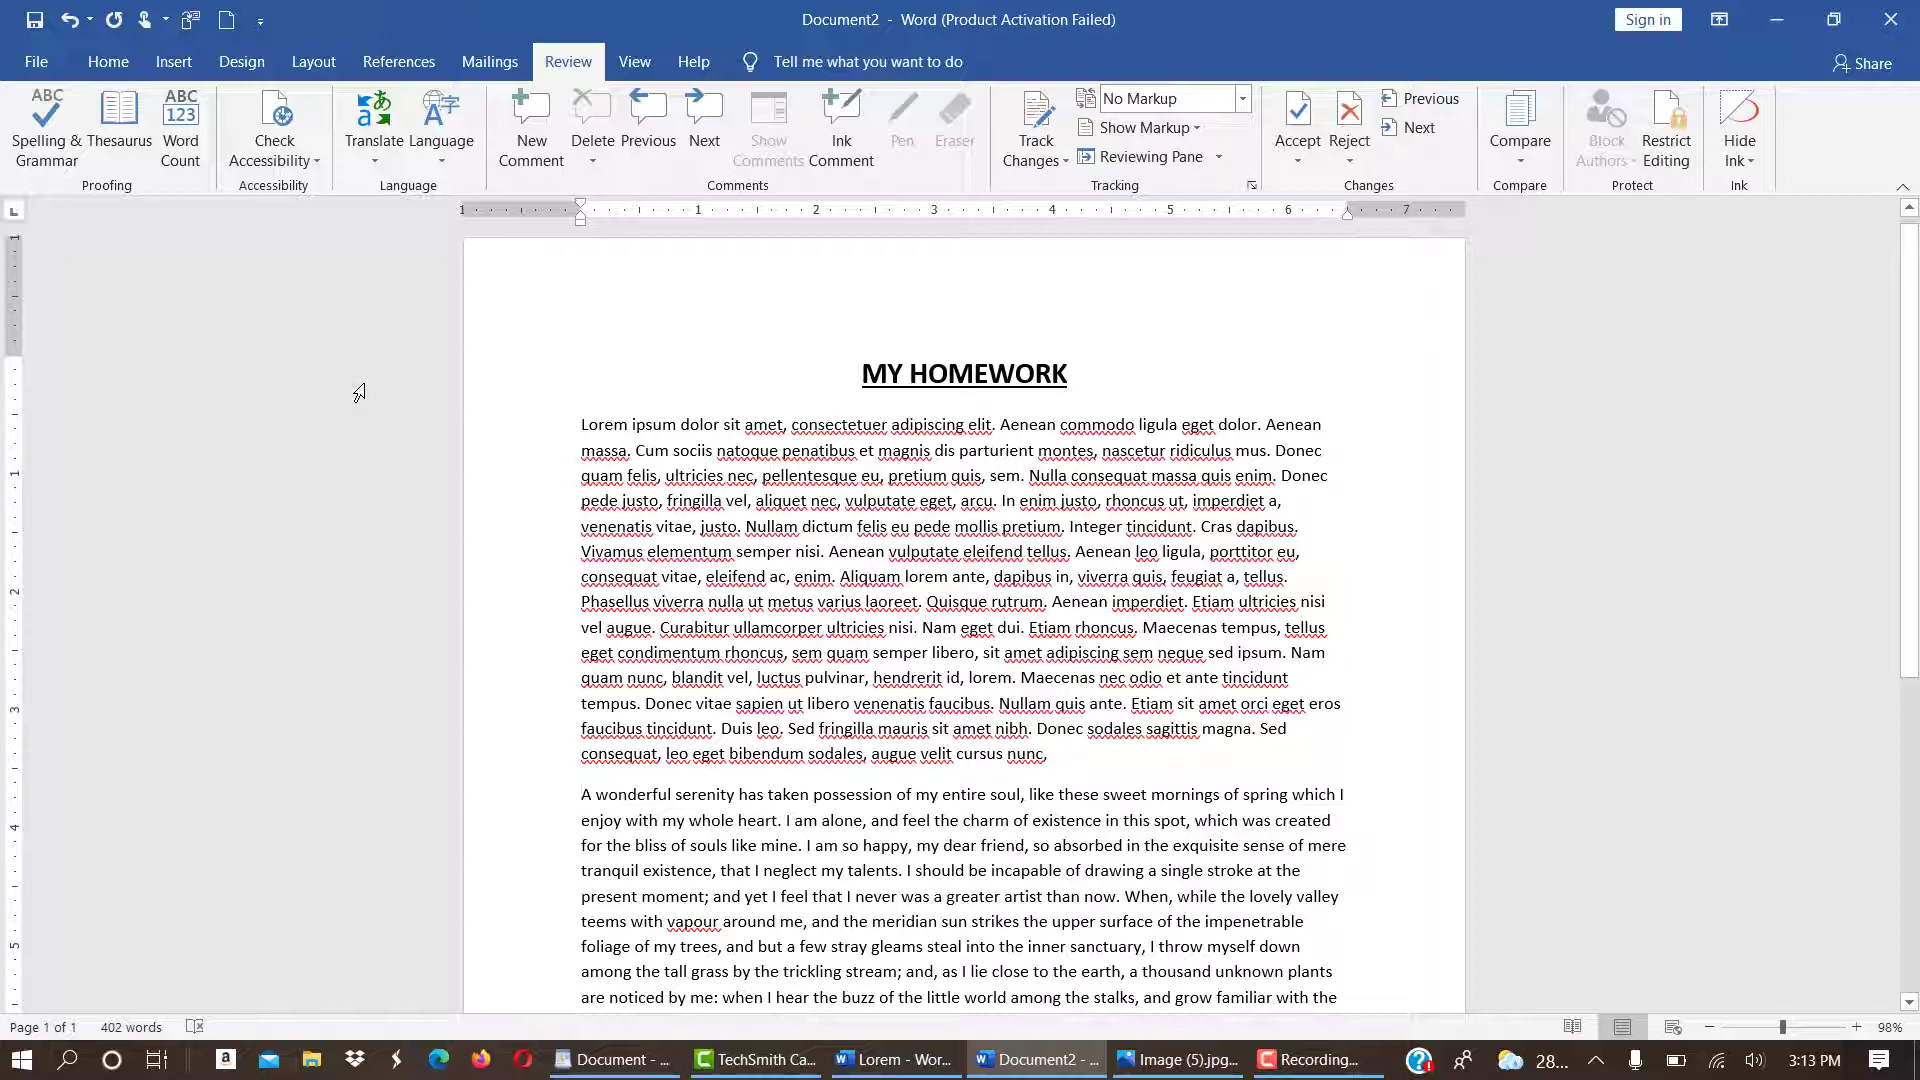 Document2 - Word (Product Activation Failed)
Sign in
File Home Insert Design Layout References Mailings Review View Help Tell me what you want to do Share
ABC Spelling & Grammar
Thesaurus
ABC 123 Word Count
Proofing
Check Accessibility
Accessibility
Translate
Language
Language
New Comment
Delete
Previous
Next
Show Comments
Ink Comment
Pen
Eraser
Comments
Track Changes
No Markup
Show Markup
Reviewing Pane
Tracking
Accept
Reject
Previous
Next
Changes
Compare
Compare
Block Authors
Restrict Editing
Protect
Hide Ink
Ink
1 1 2 3 4 5 6 7
1
1
2
3
4
5
MY HOMEWORK
Lorem ipsum dolor sit amet, consectetuer adipiscing elit. Aenean commodo ligula eget dolor. Aenean
massa. Cum sociis natoque penatibus et magnis dis parturient montes, nascetur ridiculus mus. Donec
quam felis, ultricies nec, pellentesque eu, pretium quis, sem. Nulla consequat massa quis enim. Donec
pede justo, fringilla vel, aliquet nec, vulputate eget, arcu. In enim justo, rhoncus ut, imperdiet a,
venenatis vitae, justo. Nullam dictum felis eu pede mollis pretium. Integer tincidunt. Cras dapibus.
Vivamus elementum semper nisi. Aenean vulputate eleifend tellus. Aenean leo ligula, porttitor eu,
consequat vitae, eleifend ac, enim. Aliquam lorem ante, dapibus in, viverra quis, feugiat a, tellus.
Phasellus viverra nulla ut metus varius laoreet. Quisque rutrum. Aenean imperdiet. Etiam ultricies nisi
vel augue. Curabitur ullamcorper ultricies nisi. Nam eget dui. Etiam rhoncus. Maecenas tempus, tellus
eget condimentum rhoncus, sem quam semper libero, sit amet adipiscing sem neque sed ipsum. Nam
quam nunc, blandit vel, luctus pulvinar, hendrerit id, lorem. Maecenas nec odio et ante tincidunt
tempus. Donec vitae sapien ut libero venenatis faucibus. Nullam quis ante. Etiam sit amet orci eget eros
faucibus tincidunt. Duis leo. Sed fringilla mauris sit amet nibh. Donec sodales sagittis magna. Sed
consequat, leo eget bibendum sodales, augue velit cursus nunc,
A wonderful serenity has taken possession of my entire soul, like these sweet mornings of spring which I
enjoy with my whole heart. I am alone, and feel the charm of existence in this spot, which was created
for the bliss of souls like mine. I am so happy, my dear friend, so absorbed in the exquisite sense of mere
tranquil existence, that I neglect my talents. I should be incapable of drawing a single stroke at the
present moment; and yet I feel that I never was a greater artist than now. When, while the lovely valley
teems with vapour around me, and the meridian sun strikes the upper surface of the impenetrable
foliage of my trees, and but a few stray gleams steal into the inner sanctuary, I throw myself down
among the tall grass by the trickling stream; and, as I lie close to the earth, a thousand unknown plants
are noticed by me: when I hear the buzz of the little world among the stalks, and grow familiar with the
Page 1 of 1 402 words 98%
Document - ... TechSmith Ca... Lorem - Wor... Document2 - ... Image (5).jpg... Recording... 28... 3:13 PM